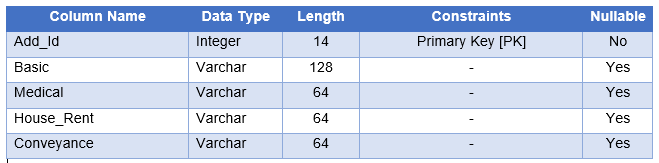 Column Name Data Type Length Constraints Nullable
Add_Id Integer 14 Primary Key [PK] No
Basic Varchar 128 - Yes
Medical Varchar 64 - Yes
House_Rent Varchar 64 - Yes
Conveyance Varchar 64 - Yes